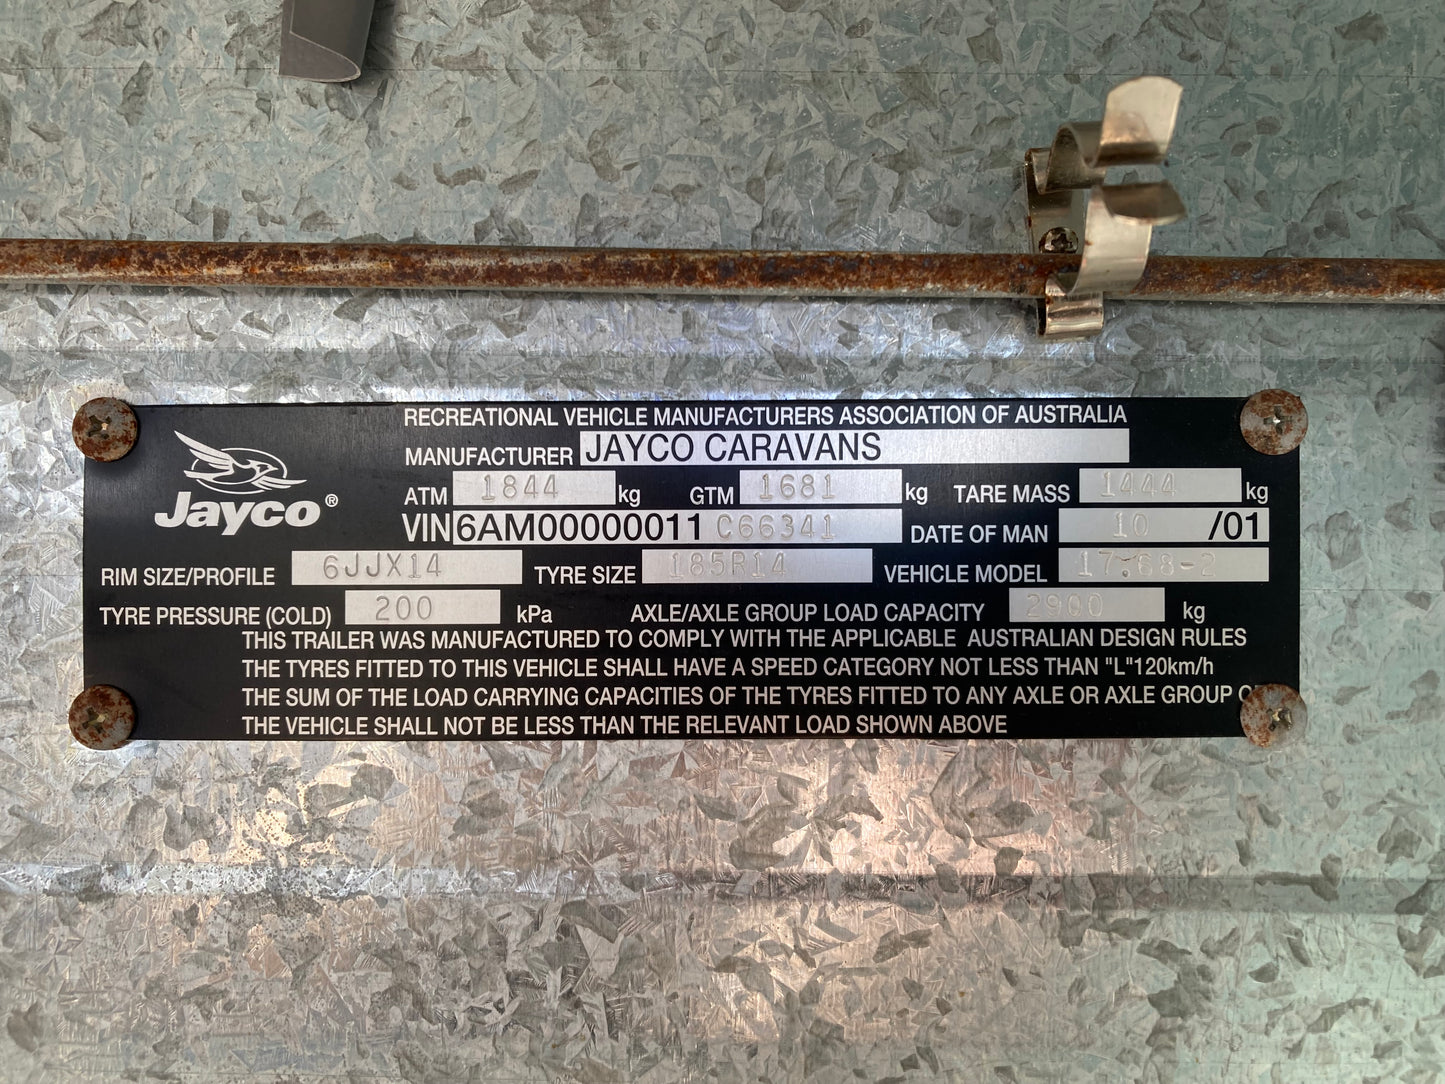 RECREATIONAL VEHICLE MANUFACTURERS ASSOCIATION OF AUSTRALIA
Jayco®
MANUFACTURER JAYCO CARAVANS
ATM 1844 kg GTM 1681 kg TARE MASS 1444 kg
VIN 6AM00000011 C66341 DATE OF MAN 10 /01
RIM SIZE/PROFILE 6JJX14 TYRE SIZE 185R14 VEHICLE MODEL 17.68-2
TYRE PRESSURE (COLD) 200 kPa AXLE/AXLE GROUP LOAD CAPACITY 2900 kg
THIS TRAILER WAS MANUFACTURED TO COMPLY WITH THE APPLICABLE AUSTRALIAN DESIGN RULES
THE TYRES FITTED TO THIS VEHICLE SHALL HAVE A SPEED CATEGORY NOT LESS THAN "L"120km/h
THE SUM OF THE LOAD CARRYING CAPACITIES OF THE TYRES FITTED TO ANY AXLE OR AXLE GROUP
THE VEHICLE SHALL NOT BE LESS THAN THE RELEVANT LOAD SHOWN ABOVE